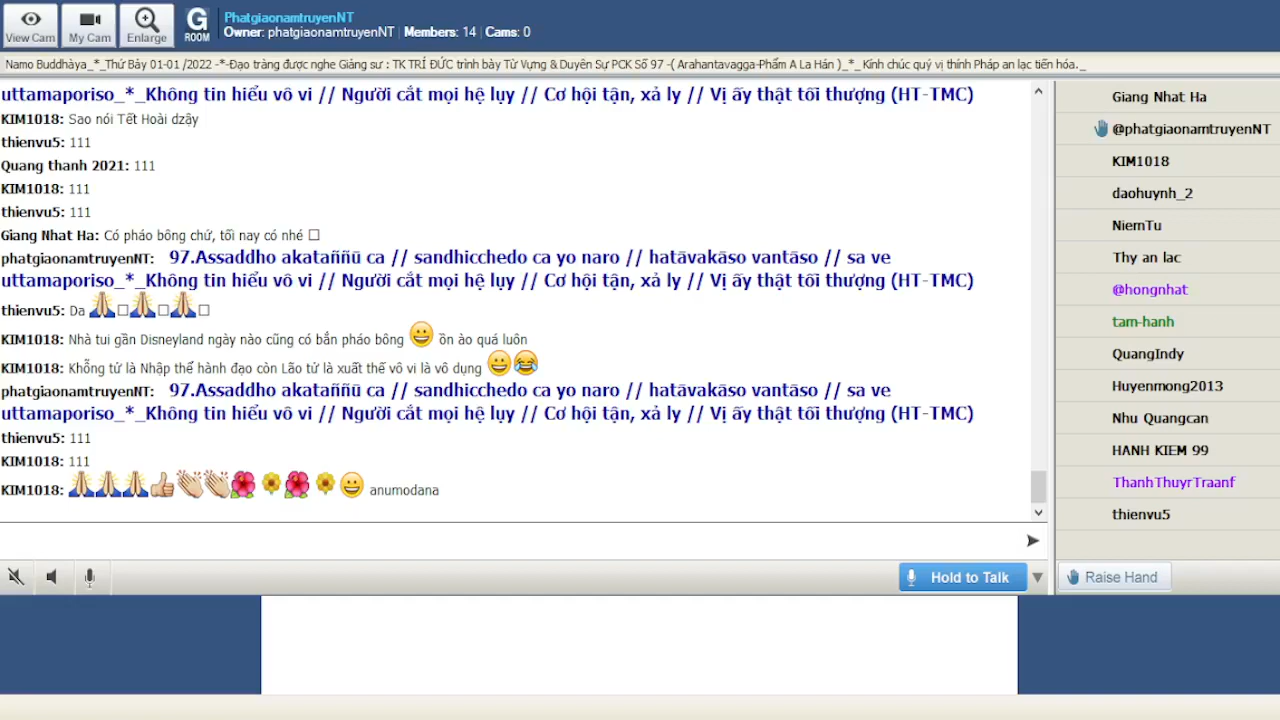 View Cam
My Cam
Enlarge
G ROOM
PhatgiaonamtruyenNT
Owner: phatgiaonamtruyenNT | Members: 14 | Cams: 0
Namo Buddhàya_*_Thứ Bảy 01-01 /2022 -*-Đạo tràng được nghe Giảng sư : TK TRÍ ĐỨC trình bày Từ Vựng & Duyên Sự PCK Số 97 -( Arahantavagga-Phẩm A La Hán )_*_ Kính chúc quý vị thính Pháp an lạc tiến hóa._
uttamaporiso_*_Không tin hiểu vô vi // Người cắt mọi hệ lụy // Cơ hội tận, xả ly // Vị ấy thật tối thượng (HT-TMC)
KIM1018: Sao nói Tết Hoài dzậy
thienvu5: 111
Quang thanh 2021: 111
KIM1018: 111
thienvu5: 111
Giang Nhat Ha: Có pháo bông chứ, tối nay có nhé
phatgiaonamtruyenNT: 97.Assaddho akataññū ca // sandhicchedo ca yo naro // hatāvakāso vantāso // sa ve
uttamaporiso_*_Không tin hiểu vô vi // Người cắt mọi hệ lụy // Cơ hội tận, xả ly // Vị ấy thật tối thượng (HT-TMC)
thienvu5: Da 🙏🙏🙏
KIM1018: Nhà tui gần Disneyland ngày nào cũng có bắn pháo bông 😀 ồn ào quá luôn
KIM1018: Khổng tử là Nhập thế hành đạo còn Lão tử là xuất thế vô vi là vô dụng 😀😂
phatgiaonamtruyenNT: 97.Assaddho akataññū ca // sandhicchedo ca yo naro // hatāvakāso vantāso // sa ve
uttamaporiso_*_Không tin hiểu vô vi // Người cắt mọi hệ lụy // Cơ hội tận, xả ly // Vị ấy thật tối thượng (HT-TMC)
thienvu5: 111
KIM1018: 111
KIM1018: 🙏🙏🙏👍👏👏🌺🌻🌺🌻😀 anumodana
Hold to Talk
Giang Nhat Ha
@phatgiaonamtruyenNT
KIM1018
daohuynh_2
NiemTu
Thy an lac
@hongnhat
tam-hanh
QuangIndy
Huyenmong2013
Nhu Quangcan
HANH KIEM 99
ThanhThuyrTraanf
thienvu5
Raise Hand